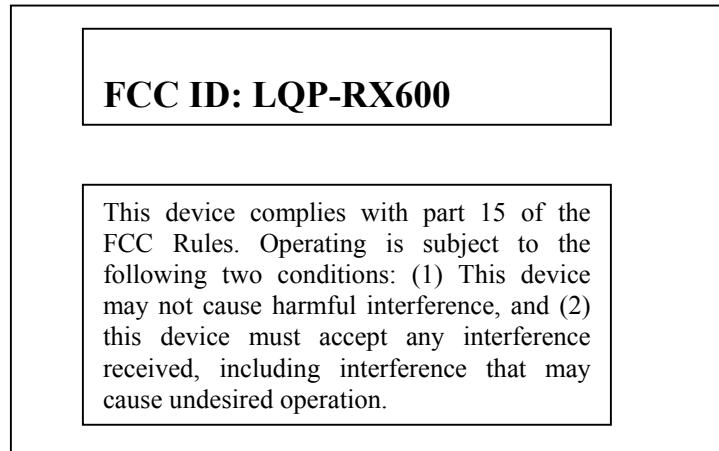 FCC ID: LQP-RX600
This device complies with part 15 of the
FCC Rules. Operating is subject to the
following two conditions: (1) This device
may not cause harmful interference, and (2)
this device must accept any interference
received, including interference that may
cause undesired operation.